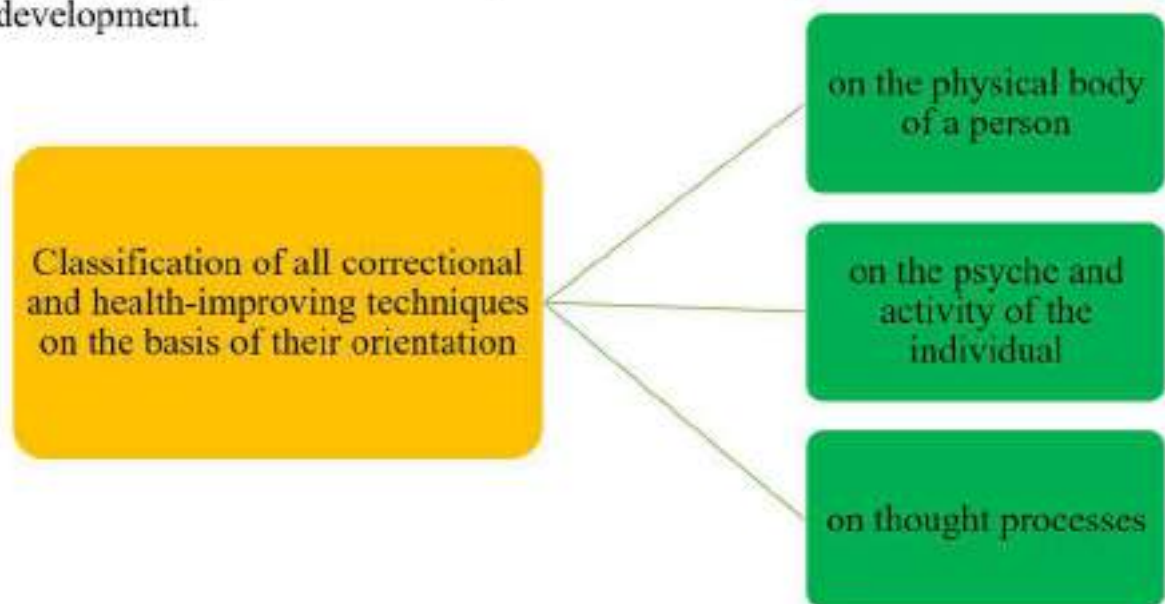 development.
Classification of all correctional
and health-improving techniques
on the basis of their orientation
on the physical body
of a person
on the psyche and
activity of the
individual
on thought processes